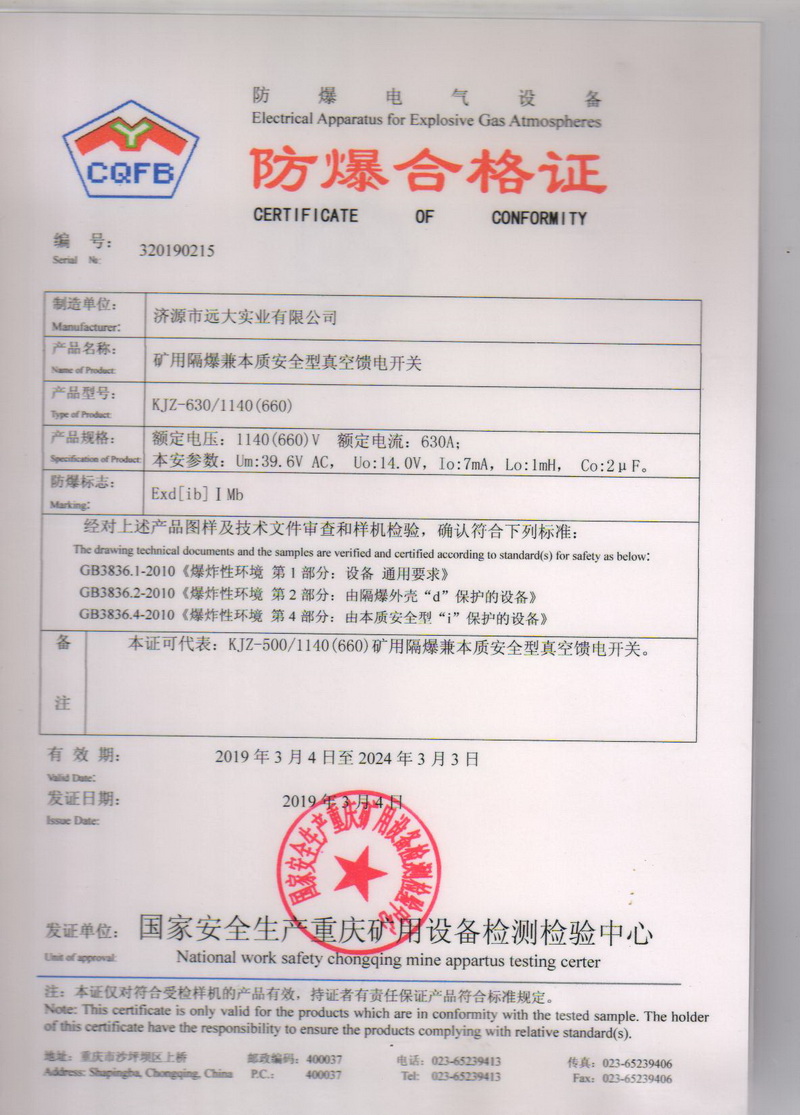 防爆电气设备
Electrical Apparatus for Explosive Gas Atmospheres
CQFB
防爆合格证
CERTIFICATE OF CONFORMITY
编 号: 320190215
Serial №:
制造单位: 济源市远大实业有限公司
Manufacturer:
产品名称: 矿用隔爆兼本质安全型真空馈电开关
Name of Product:
产品型号: KJZ-630/1140(660)
Type of Product:
产品规格: 额定电压: 1140(660)V 额定电流: 630A;
Specification of Product: 本安参数: Um:39.6V AC, Uo:14.0V, Io:7mA, Lo:1mH, Co:2μF。
防爆标志: Exd[ib]ⅠMb
Marking:
经对上述产品图样及技术文件审查和样机检验，确认符合下列标准:
The drawing technical documents and the samples are verified and certified according to standard(s) for safety as below:
GB3836.1-2010《爆炸性环境 第1部分: 设备 通用要求》
GB3836.2-2010《爆炸性环境 第2部分: 由隔爆外壳“d”保护的设备》
GB3836.4-2010《爆炸性环境 第4部分: 由本质安全型“i”保护的设备》
备注 本证可代表: KJZ-500/1140(660)矿用隔爆兼本质安全型真空馈电开关。
有 效 期: 2019年3月4日至2024年3月3日
Valid Date:
发证日期: 2019年3月4日
Issue Date:
国家安全生产重庆矿用设备检测检验中心
发证单位: 国家安全生产重庆矿用设备检测检验中心
Unit of approval: National work safety chongqing mine appartus testing certer
注: 本证仅对符合受检样机的产品有效，持证者有责任保证产品符合标准规定。
Note: This certificate is only valid for the products which are in conformity with the tested sample. The holder
of this certificate have the responsibility to ensure the products complying with relative standard(s).
地址: 重庆市沙坪坝区上桥 邮政编码: 400037 电话: 023-65239413 传真: 023-65239406
Address: Shapingba, Chongqing, China P.C.: 400037 Tel: 023-65239413 Fax: 023-65239406